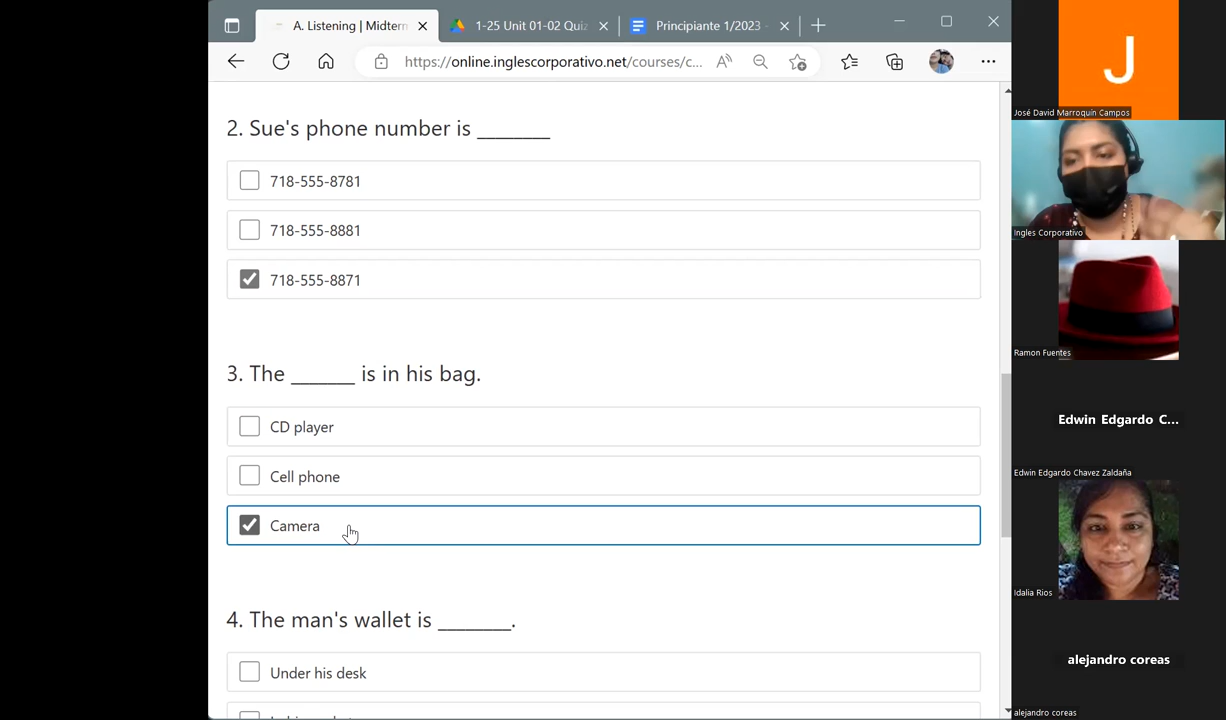 A. Listening | Midterm
1-25 Unit 01-02 Quiz
Principiante 1/2023 -
https://online.inglescorporativo.net/courses/c...
2. Sue's phone number is ________
718-555-8781
718-555-8881
718-555-8871
3. The ______ is in his bag.
CD player
Cell phone
Camera
4. The man's wallet is _______.
Under his desk
J
José David Marroquín Campos
Ingles Corporativo
Ramon Fuentes
Edwin Edgardo C...
Edwin Edgardo Chavez Zaldaña
Idalia Rios
alejandro coreas
alejandro coreas